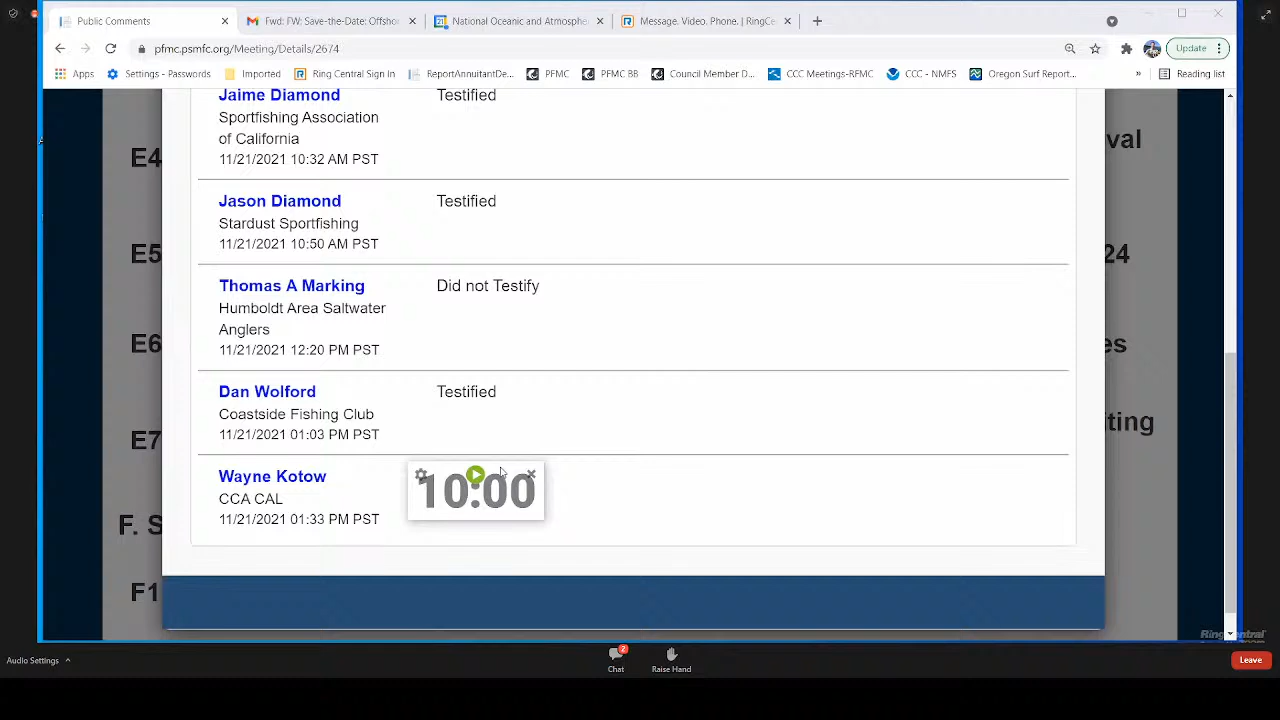 Public Comments
Fwd: FW: Save-the-Date: Offshor
National Oceanic and Atmosphe
Message. Video. Phone. | RingCe
pfmc.psmfc.org/Meeting/Details/2674
Update
Apps
Settings - Passwords
Imported
Ring Central Sign In
ReportAnnuitante...
PFMC
PFMC BB
Council Member D...
CCC Meetings-RFMC
CCC - NMFS
Oregon Surf Report...
»
Reading list
Jaime Diamond
Testified
Sportfishing Association
of California
11/21/2021 10:32 AM PST
E4
val
Jason Diamond
Testified
Stardust Sportfishing
11/21/2021 10:50 AM PST
E5
24
Thomas A Marking
Did not Testify
Humboldt Area Saltwater
Anglers
11/21/2021 12:20 PM PST
E6
es
Dan Wolford
Testified
Coastside Fishing Club
11/21/2021 01:03 PM PST
E7
iting
Wayne Kotow
10:00
CCA CAL
11/21/2021 01:33 PM PST
F. S
F1
RingCentral
Audio Settings
2
Chat
Raise Hand
Leave